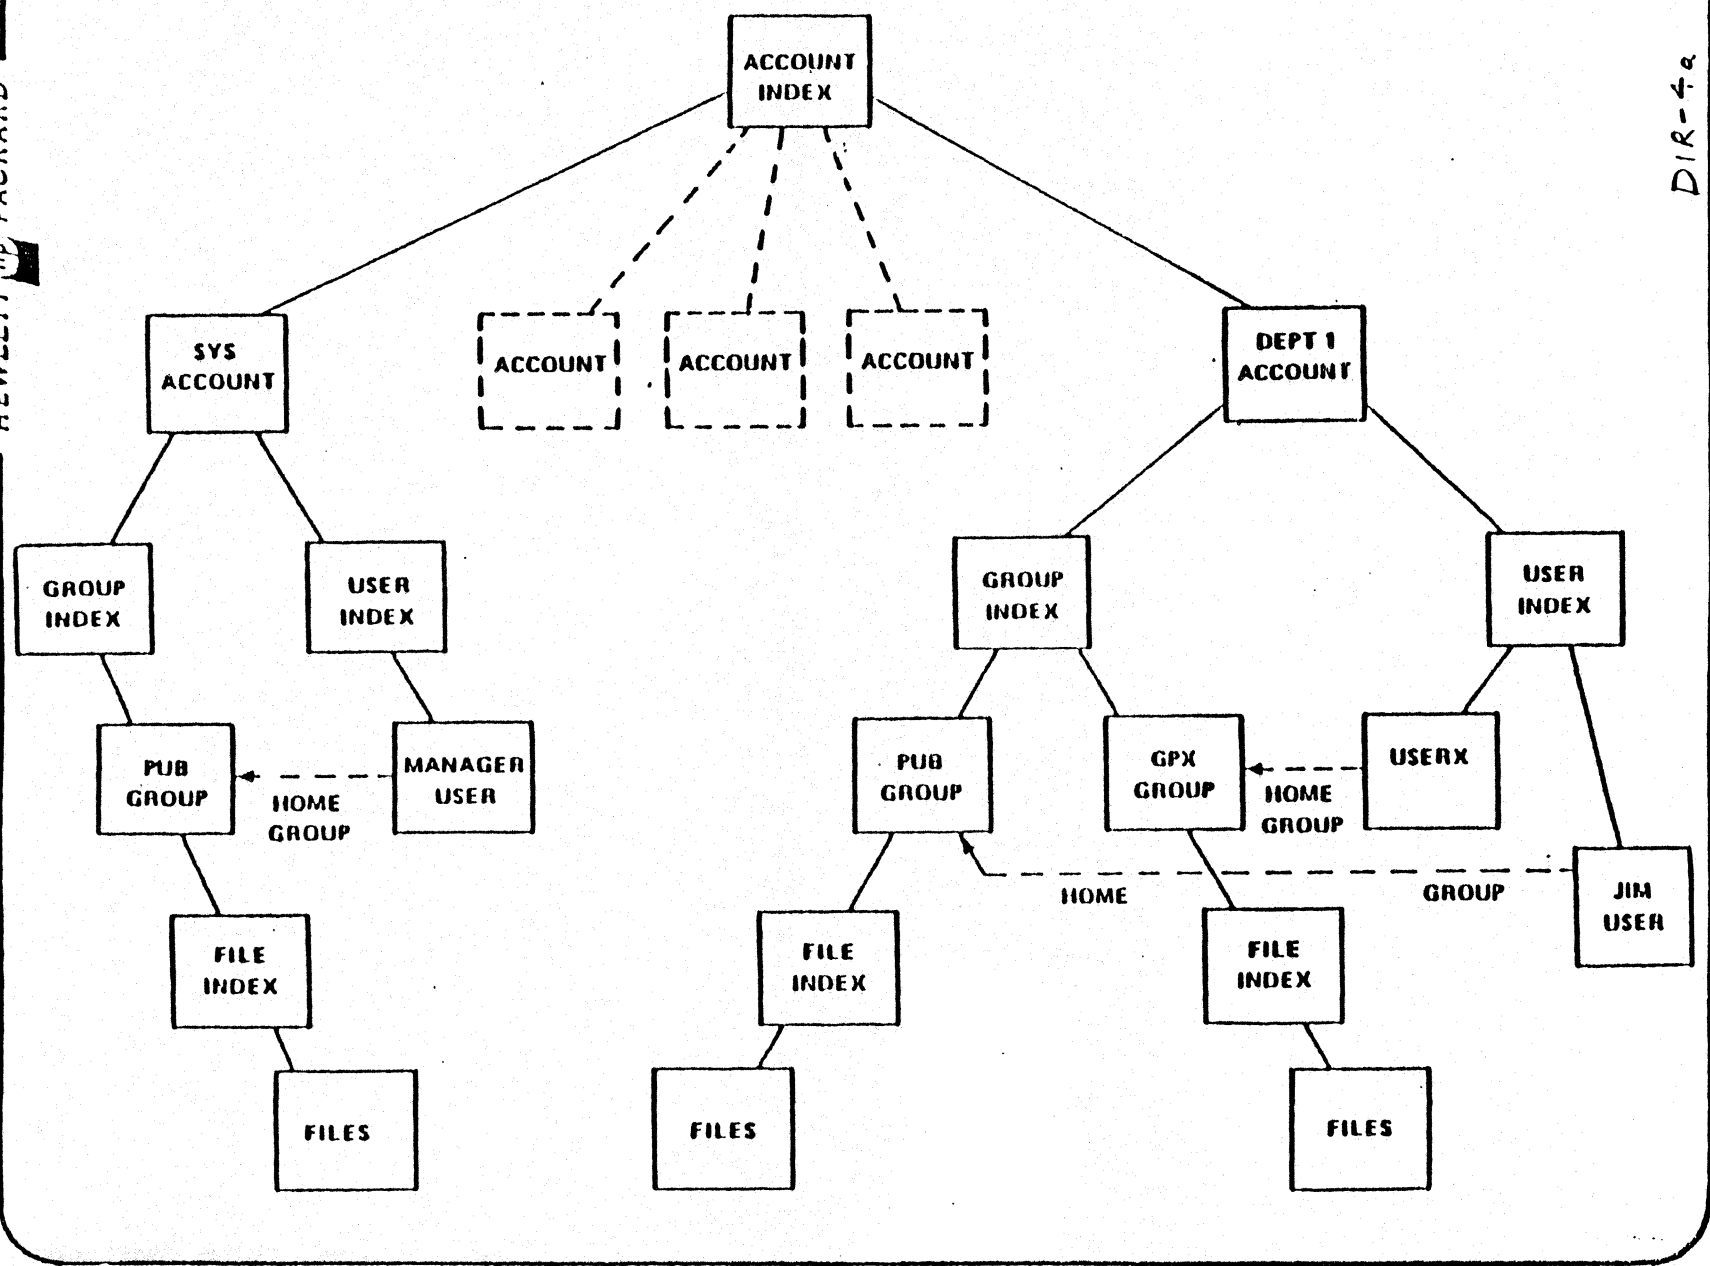 ACCOUNT
INDEX
DIR-4a
hp
SYS
ACCOUNT
ACCOUNT
ACCOUNT
ACCOUNT
DEPT 1
ACCOUNT
GROUP
INDEX
USER
INDEX
GROUP
INDEX
USER
INDEX
PUB
GROUP
HOME
GROUP
MANAGER
USER
PUB
GROUP
GPX
GROUP
HOME
GROUP
USERX
HOME GROUP
JIM
USER
FILE
INDEX
FILE
INDEX
FILE
INDEX
FILES
FILES
FILES